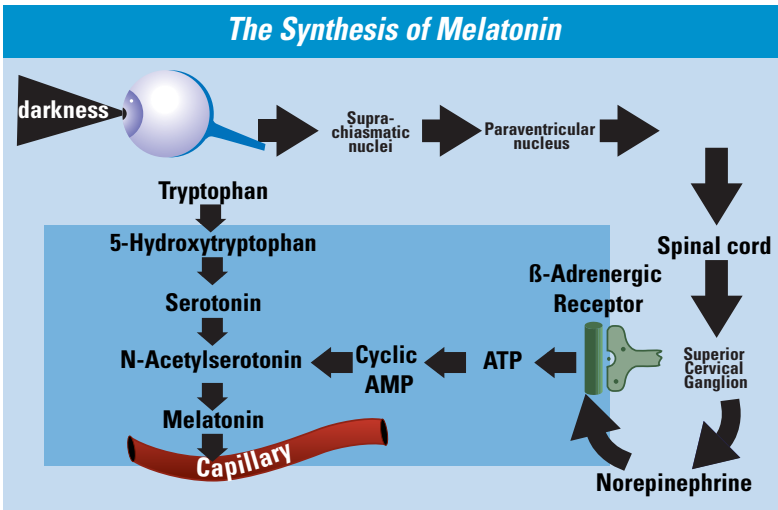 The Synthesis of Melatonin
darkness
Supra-
chiasmatic
nuclei
Paraventricular
nucleus
Tryptophan
5-Hydroxytryptophan
Spinal cord
ß-Adrenergic
Receptor
Serotonin
N-Acetylserotonin
Cyclic
AMP
ATP
Superior
Cervical
Ganglion
Melatonin
Capillary
Norepinephrine